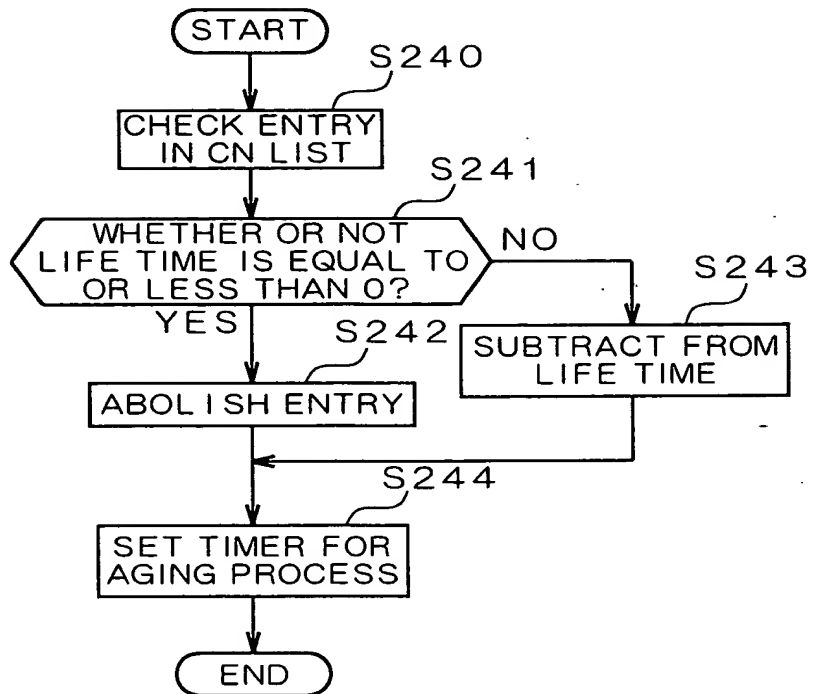 START
S240
CHECK ENTRY
IN CN LIST
S241
WHETHER OR NOT
LIFE TIME IS EQUAL TO
OR LESS THAN 0?
NO
YES
S242
S243
ABOLISH ENTRY
SUBTRACT FROM
LIFE TIME
S244
SET TIMER FOR
AGING PROCESS
END